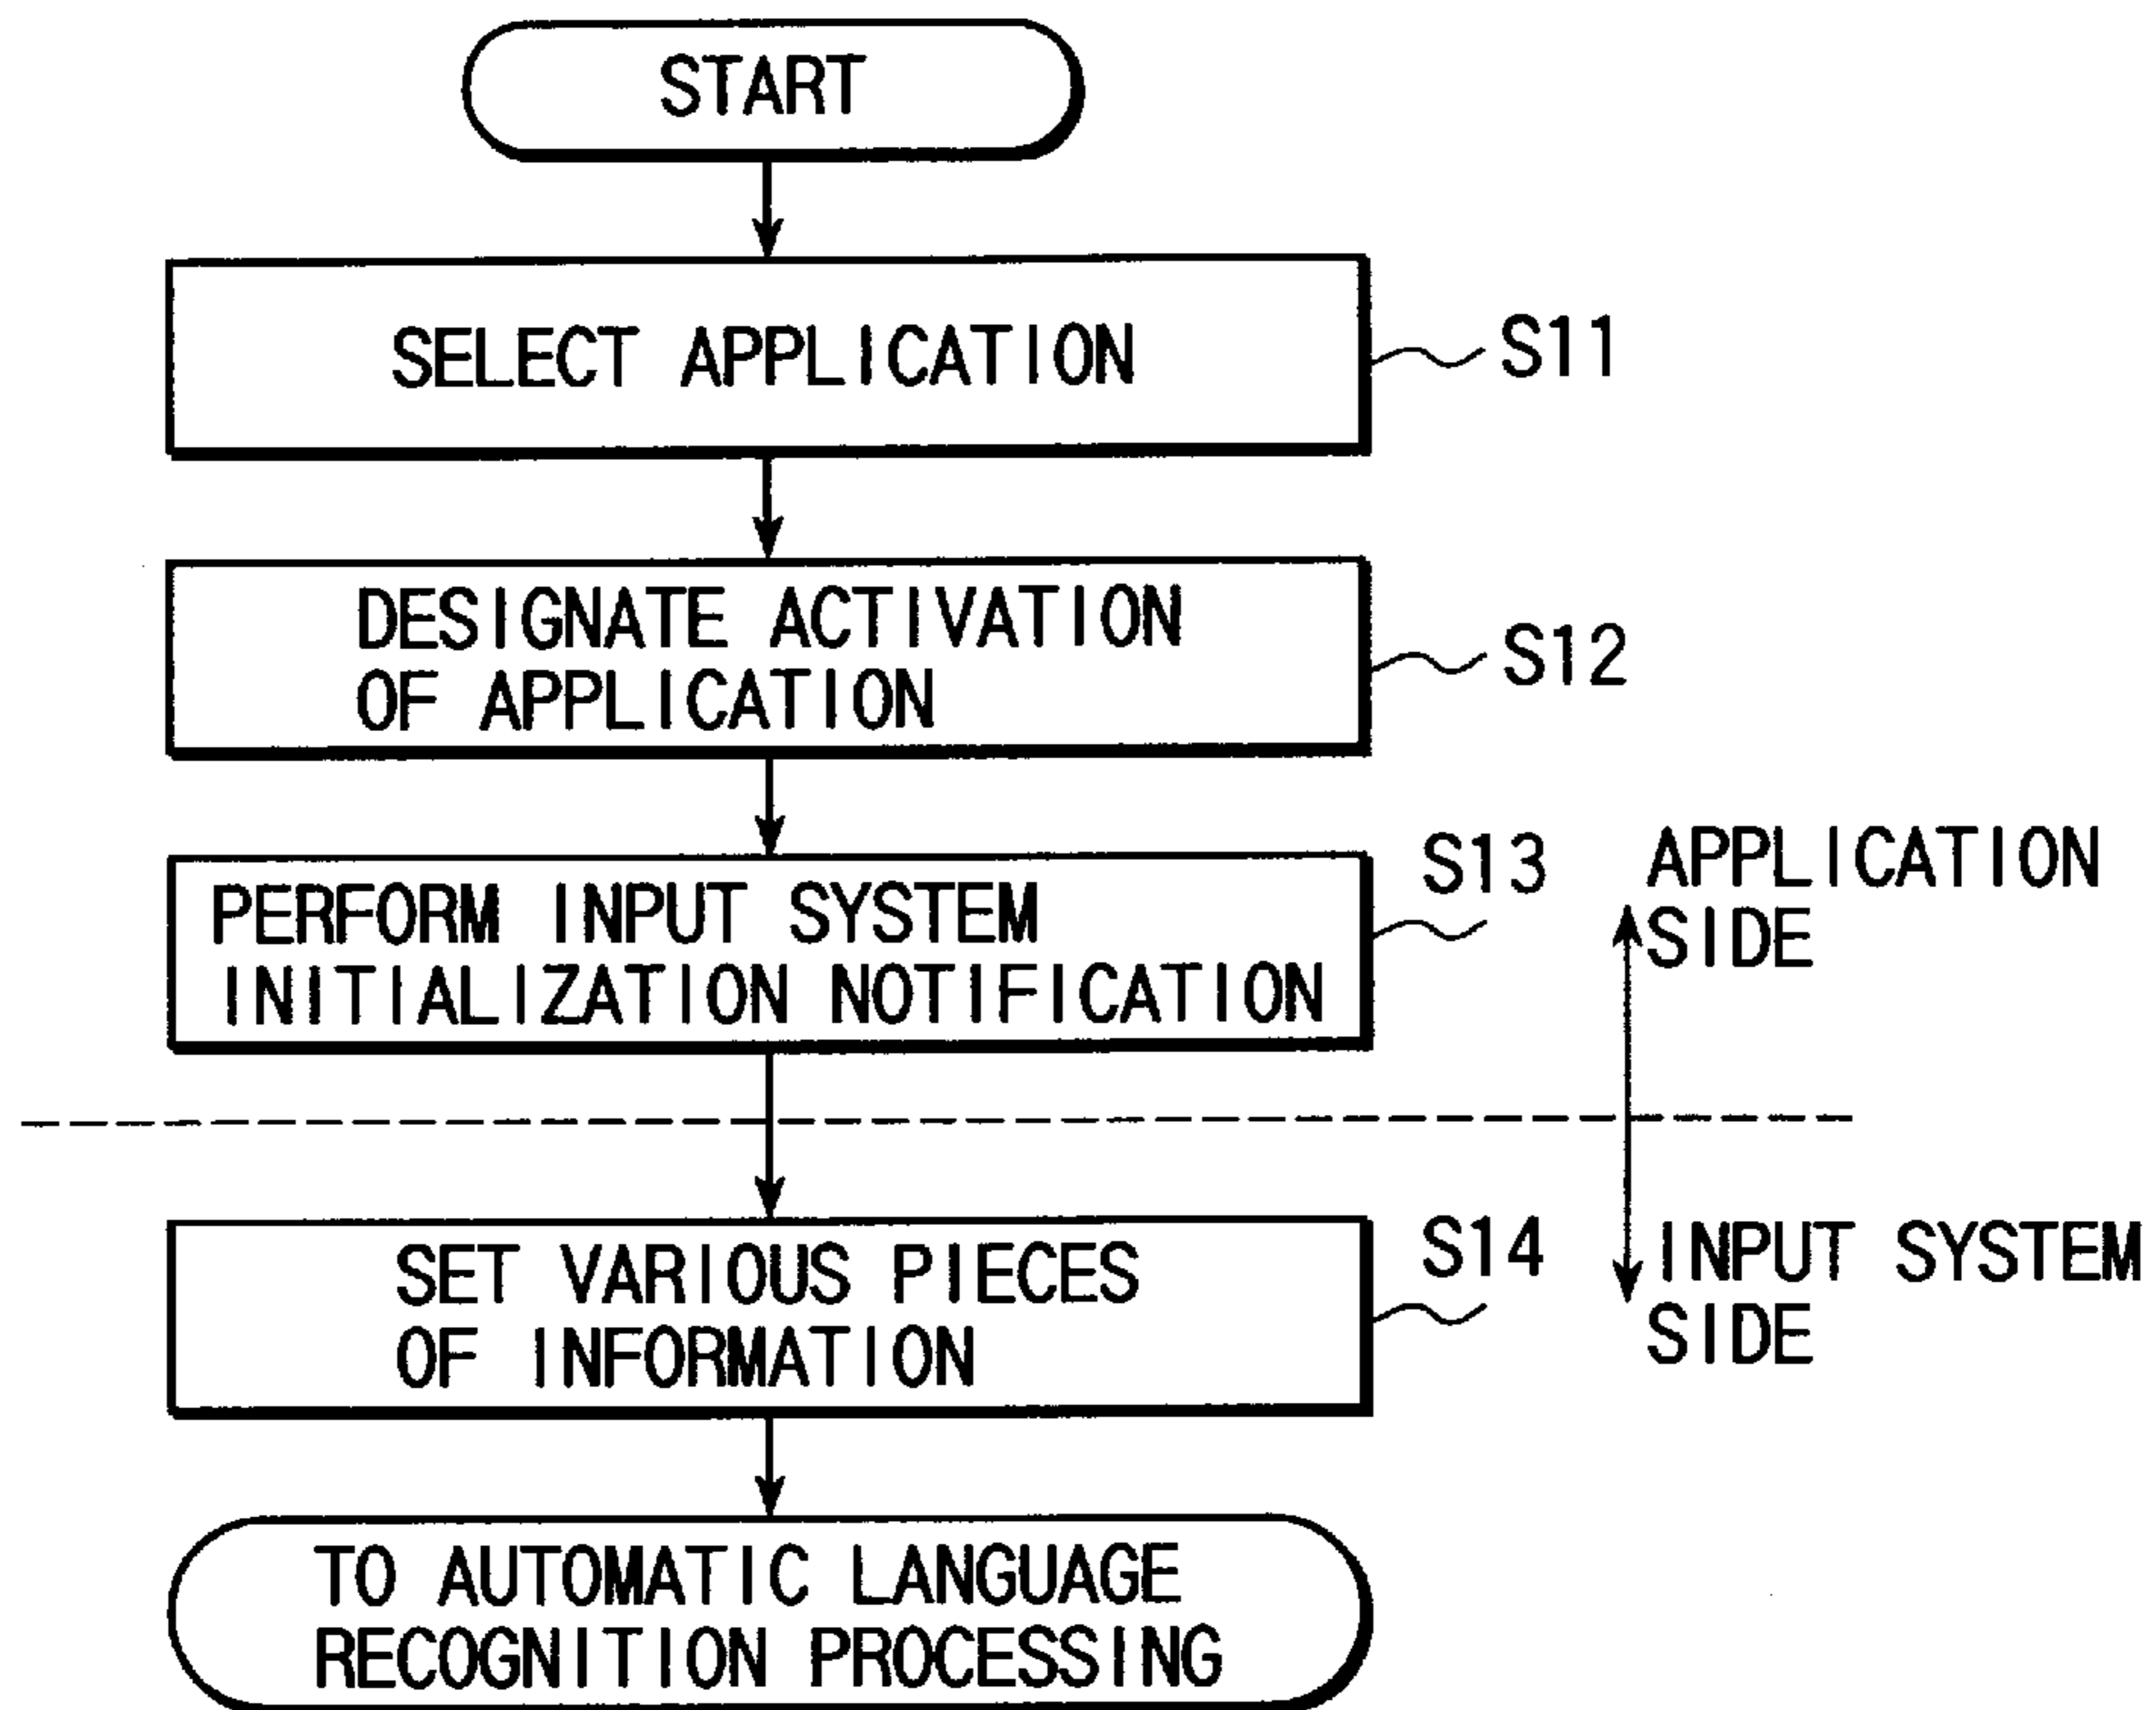 START
SELECT APPLICATION
S11
DESIGNATE ACTIVATION
OF APPLICATION
S12
PERFORM INPUT SYSTEM
INITIALIZATION NOTIFICATION
S13
APPLICATION
SIDE
SET VARIOUS PIECES
OF INFORMATION
S14
INPUT SYSTEM
SIDE
TO AUTOMATIC LANGUAGE
RECOGNITION PROCESSING